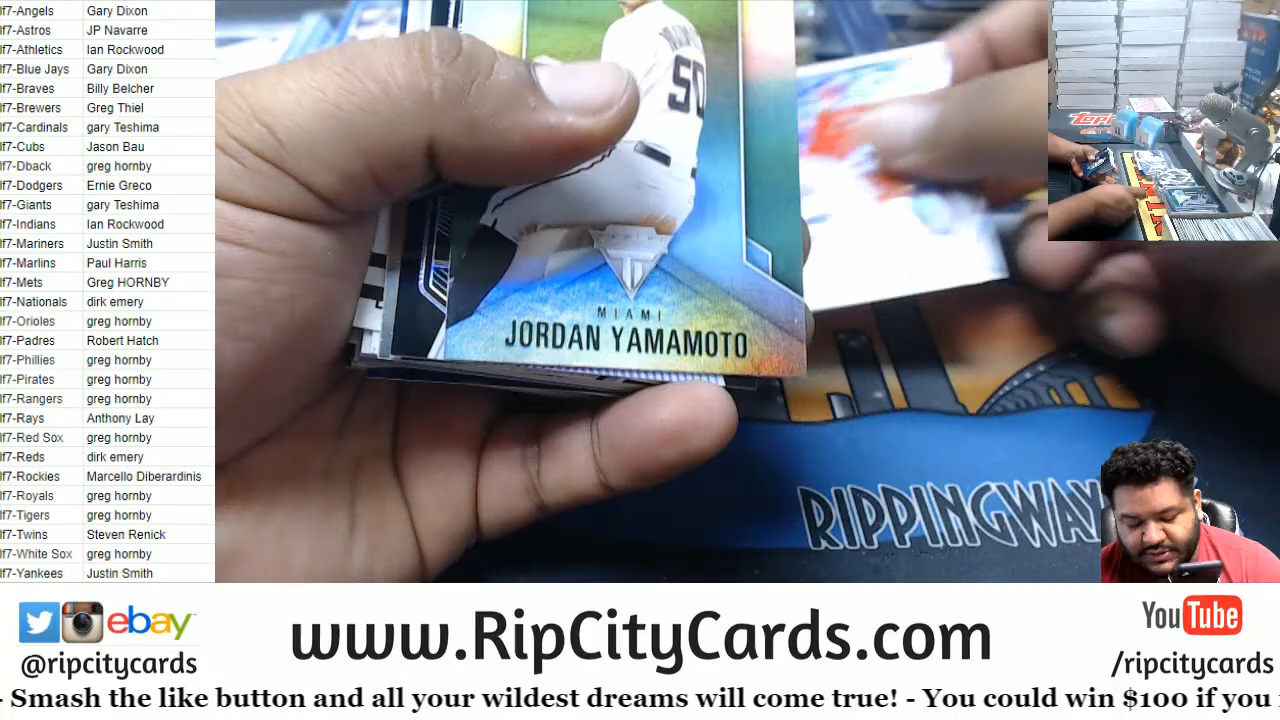 lf7-Angels Gary Dixon
lf7-Astros JP Navarre
lf7-Athletics Ian Rockwood
lf7-Blue Jays Gary Dixon
lf7-Braves Billy Belcher
lf7-Brewers Greg Thiel
lf7-Cardinals gary Teshima
lf7-Cubs Jason Bau
lf7-Dback greg hornby
lf7-Dodgers Ernie Greco
lf7-Giants gary Teshima
lf7-Indians Ian Rockwood
lf7-Mariners Justin Smith
lf7-Marlins Paul Harris
lf7-Mets Greg HORNBY
lf7-Nationals dirk emery
lf7-Orioles greg hornby
lf7-Padres Robert Hatch
lf7-Phillies greg hornby
lf7-Pirates greg hornby
lf7-Rangers greg hornby
lf7-Rays Anthony Lay
lf7-Red Sox greg hornby
lf7-Reds dirk emery
lf7-Rockies Marcello Diberardinis
lf7-Royals greg hornby
lf7-Tigers greg hornby
lf7-Twins Steven Renick
lf7-White Sox greg hornby
lf7-Yankees Justin Smith
50
MIAMI
JORDAN YAMAMOTO
RIPPINGWAY
topps
ebay
@ripcitycards
www.RipCityCards.com
YouTube
/ripcitycards
- Smash the like button and all your wildest dreams will come true! - You could win $100 if you